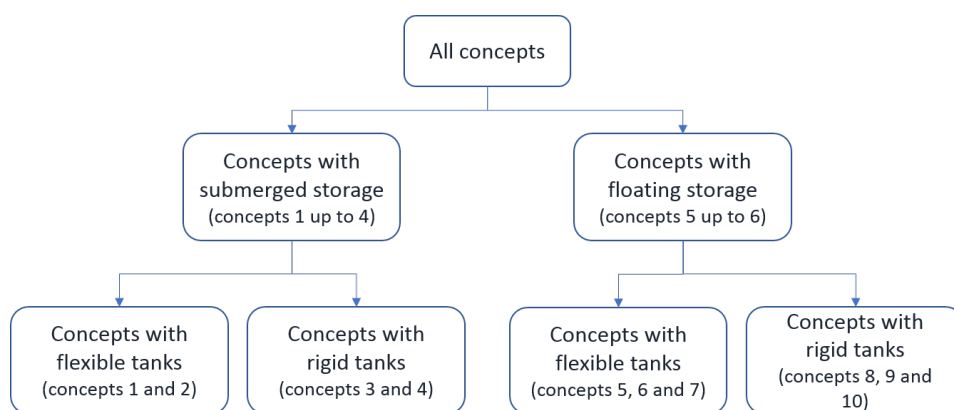 All concepts
Concepts with
submerged storage
(concepts 1 up to 4)
Concepts with
floating storage
(concepts 5 up to 6)
Concepts with
flexible tanks
(concepts 1 and 2)
Concepts with
rigid tanks
(concepts 3 and 4)
Concepts with
flexible tanks
(concepts 5, 6 and 7)
Concepts with
rigid tanks
(concepts 8, 9 and
10)